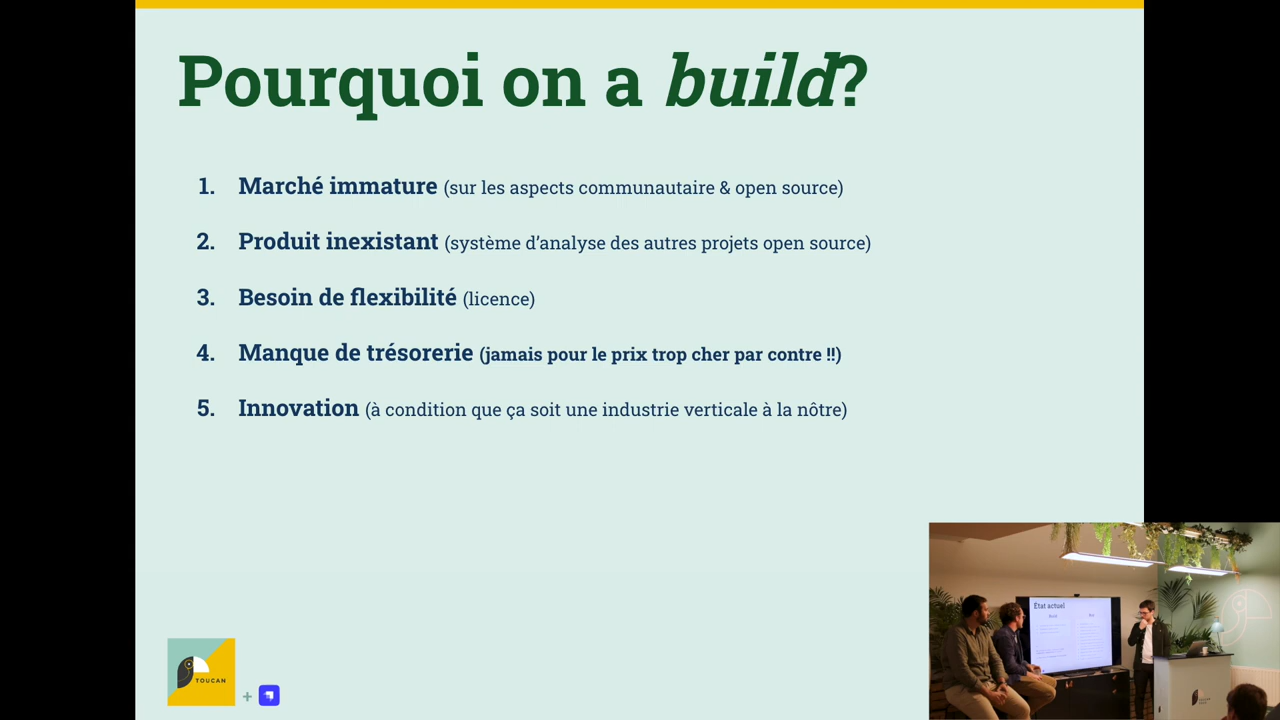 Pourquoi on a build?
1. Marché immature (sur les aspects communautaire & open source)
2. Produit inexistant (système d’analyse des autres projets open source)
3. Besoin de flexibilité (licence)
4. Manque de trésorerie (jamais pour le prix trop cher par contre !!)
5. Innovation (à condition que ça soit une industrie verticale à la nôtre)
TOUCAN
+
État actuel